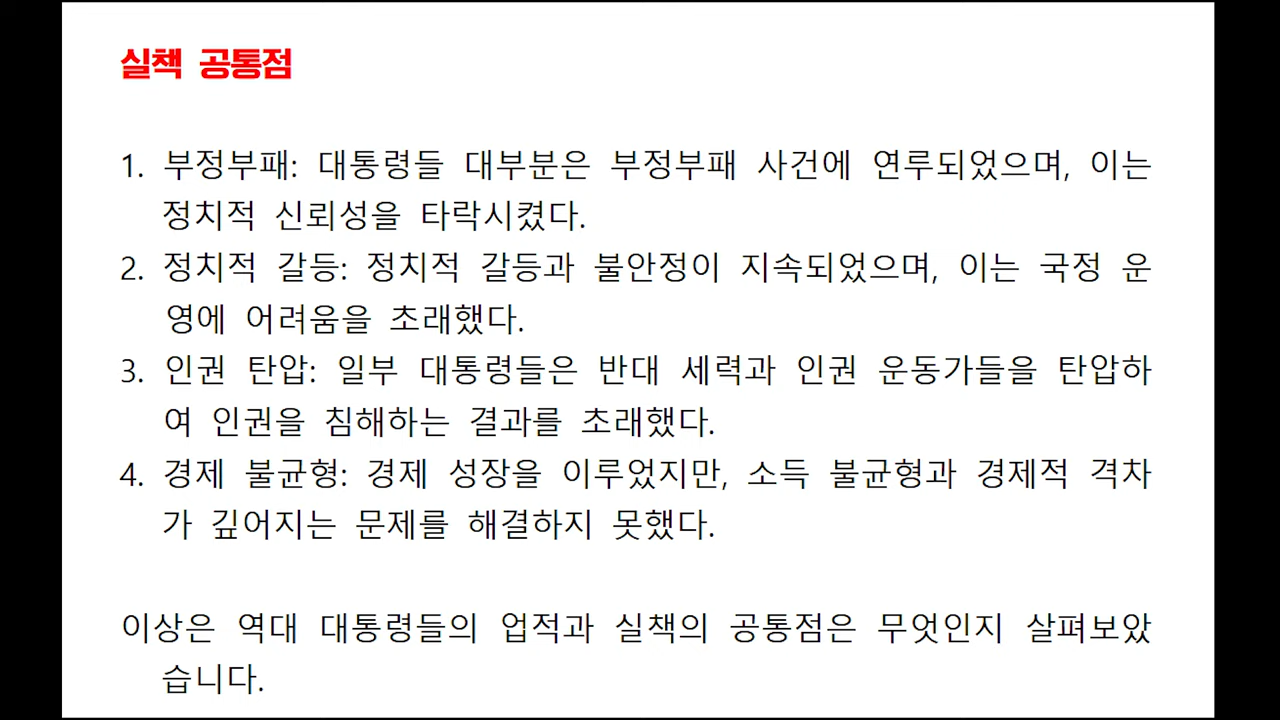 실책 공통점
1. 부정부패: 대통령들 대부분은 부정부패 사건에 연루되었으며, 이는
정치적 신뢰성을 타락시켰다.
2. 정치적 갈등: 정치적 갈등과 불안정이 지속되었으며, 이는 국정 운
영에 어려움을 초래했다.
3. 인권 탄압: 일부 대통령들은 반대 세력과 인권 운동가들을 탄압하
여 인권을 침해하는 결과를 초래했다.
4. 경제 불균형: 경제 성장을 이루었지만, 소득 불균형과 경제적 격차
가 깊어지는 문제를 해결하지 못했다.
이상은 역대 대통령들의 업적과 실책의 공통점은 무엇인지 살펴보았
습니다.